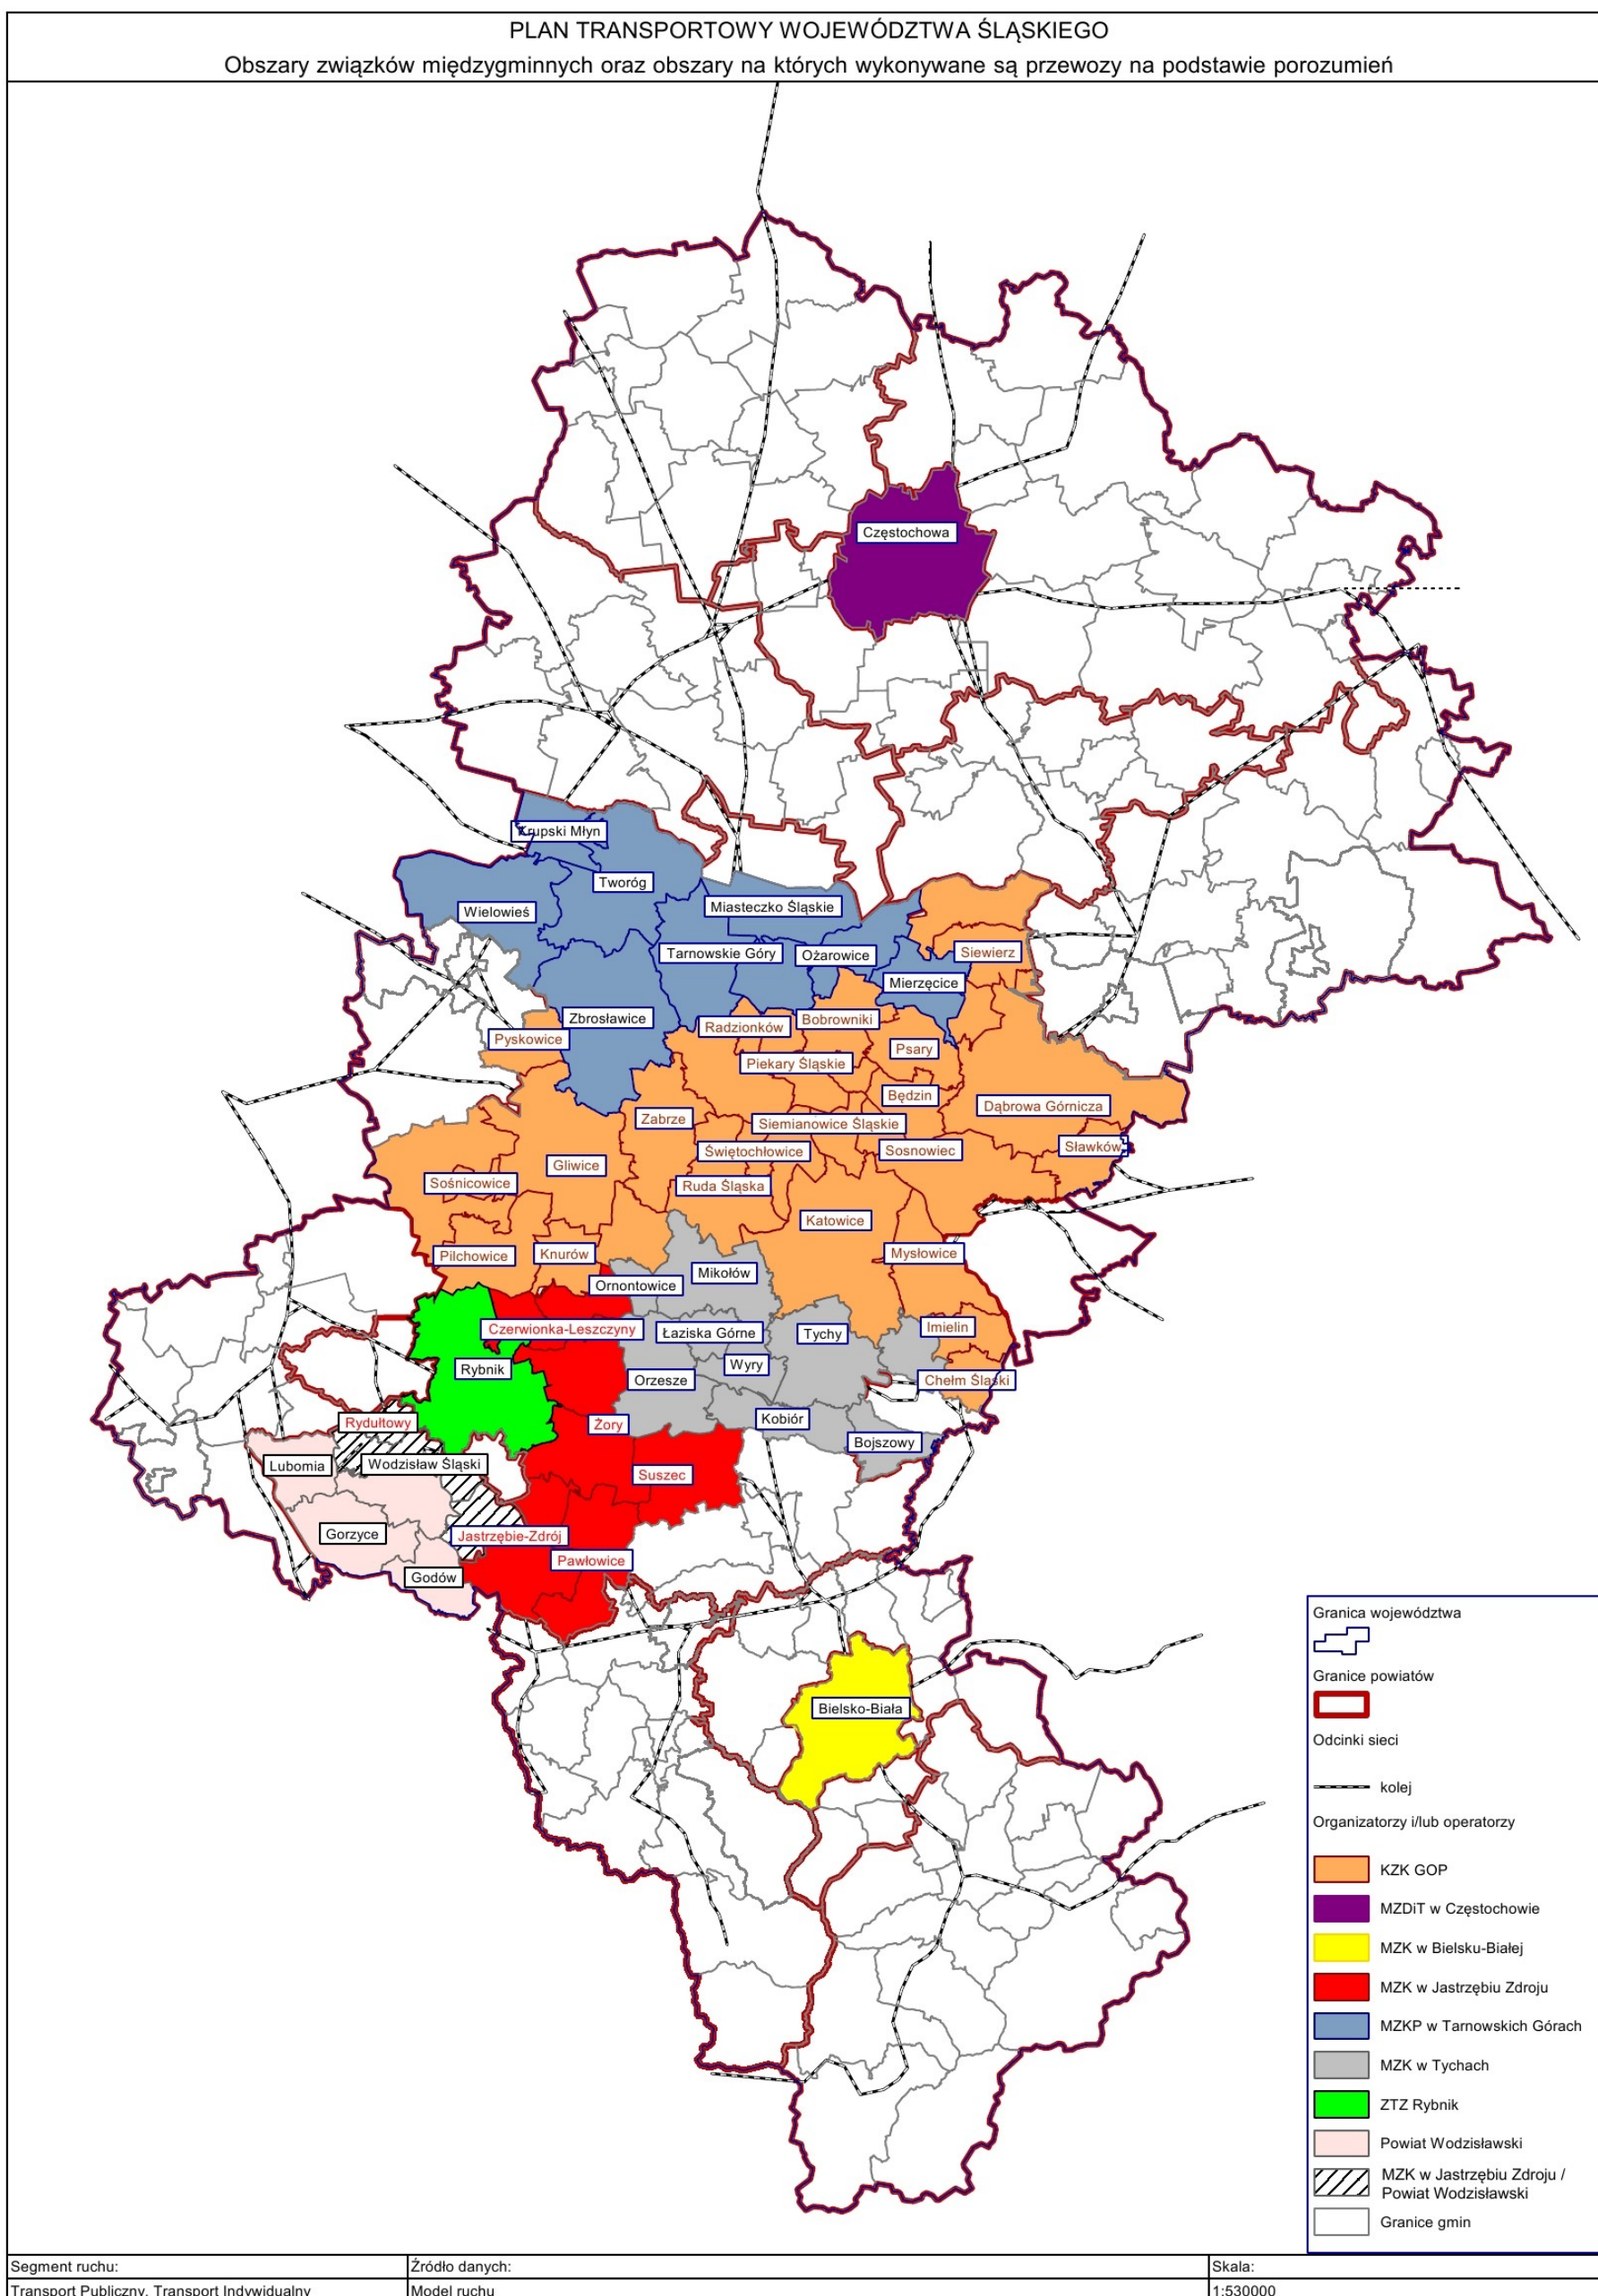 PLAN TRANSPORTOWY WOJEWÓDZTWA ŚLĄSKIEGO
Obszary związków międzygminnych oraz obszary na których wykonywane są przewozy na podstawie porozumień
Częstochowa
Krupski Młyn
Tworóg
Wielowieś
Miasteczko Śląskie
Tarnowskie Góry
Ożarowice
Siewierz
Mierzęcice
Zbrosławice
Radzionków
Bobrowniki
Pyskowice
Psary
Piekary Śląskie
Będzin
Dąbrowa Górnicza
Zabrze
Siemianowice Śląskie
Świętochłowice
Sosnowiec
Sławków
Gliwice
Sośnicowice
Ruda Śląska
Katowice
Pilchowice
Knurów
Mysłowice
Mikołów
Ornontowice
Czerwionka-Leszczyny
Łaziska Górne
Tychy
Imielin
Rybnik
Wyry
Orzesze
Chełm Śląski
Rydułtowy
Żory
Kobiór
Bojszowy
Lubomia
Wodzisław Śląski
Suszec
Gorzyce
Jastrzębie-Zdrój
Pawłowice
Godów
Bielsko-Biała
Granica województwa
Granice powiatów
Odcinki sieci
kolej
Organizatorzy i/lub operatorzy
KZK GOP
MZDiT w Częstochowie
MZK w Bielsku-Białej
MZK w Jastrzębiu Zdroju
MZKP w Tarnowskich Górach
MZK w Tychach
ZTZ Rybnik
Powiat Wodzisławski
MZK w Jastrzębiu Zdroju /
Powiat Wodzisławski
Granice gmin
Segment ruchu:
Źródło danych:
Skala:
Transport Publiczny, Transport Indywidualny
Model ruchu
1:530000